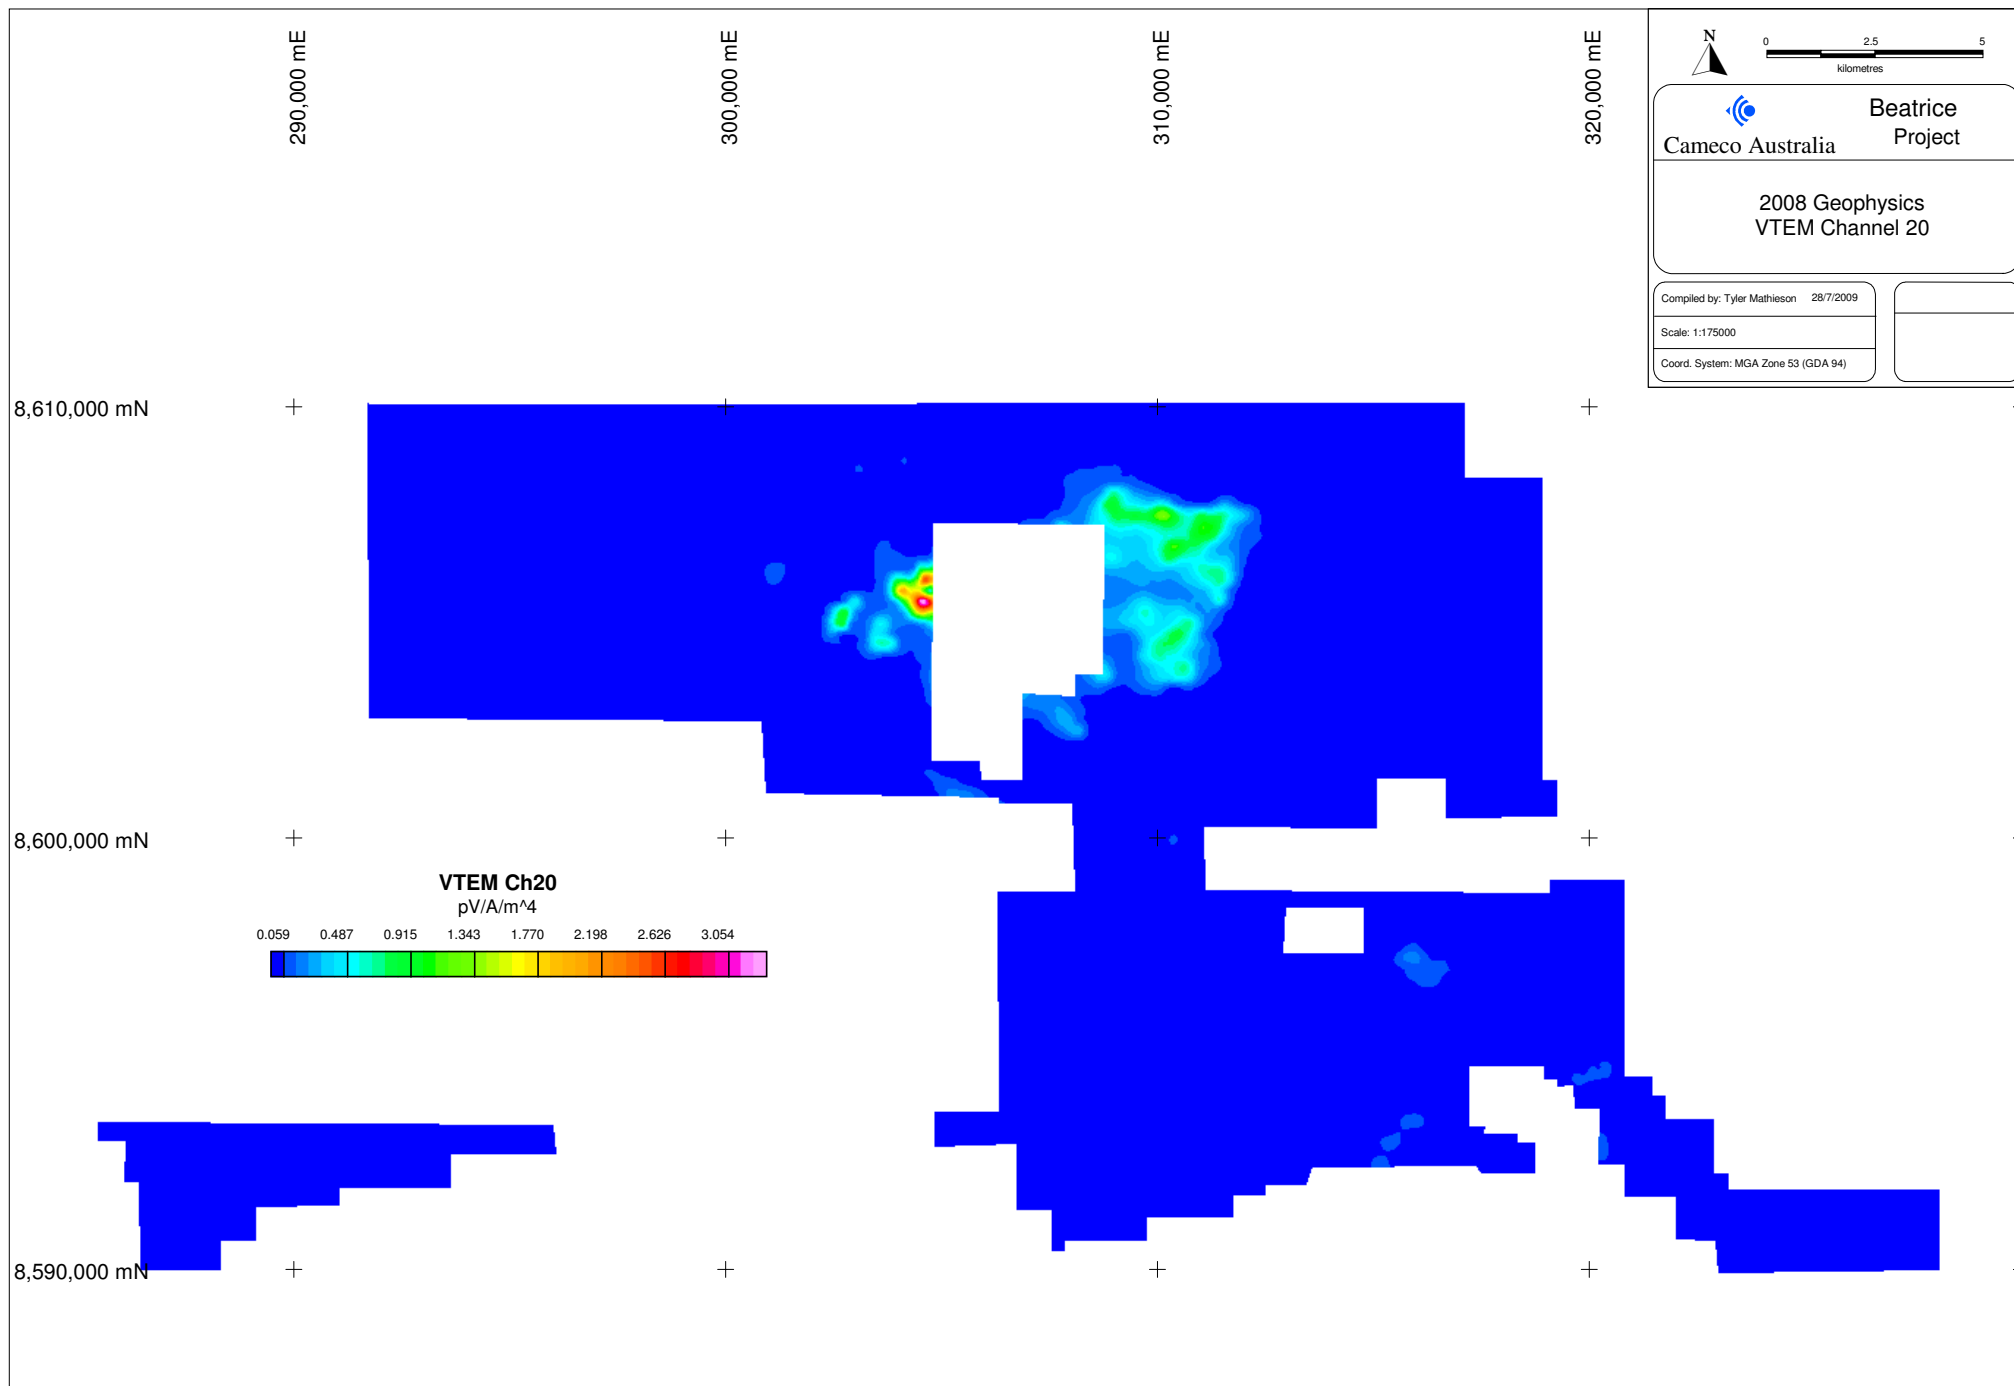 290,000 mE
300,000 mE
310,000 mE
320,000 mE
N
0 2.5 5
kilometres
Cameco Australia
Beatrice
Project
2008 Geophysics
VTEM Channel 20
Compiled by: Tyler Mathieson 28/7/2009
Scale: 1:175000
Coord. System: MGA Zone 53 (GDA 94)
8,610,000 mN
8,600,000 mN
VTEM Ch20
pV/A/m^4
0.059 0.487 0.915 1.343 1.770 2.198 2.626 3.054
8,590,000 mN